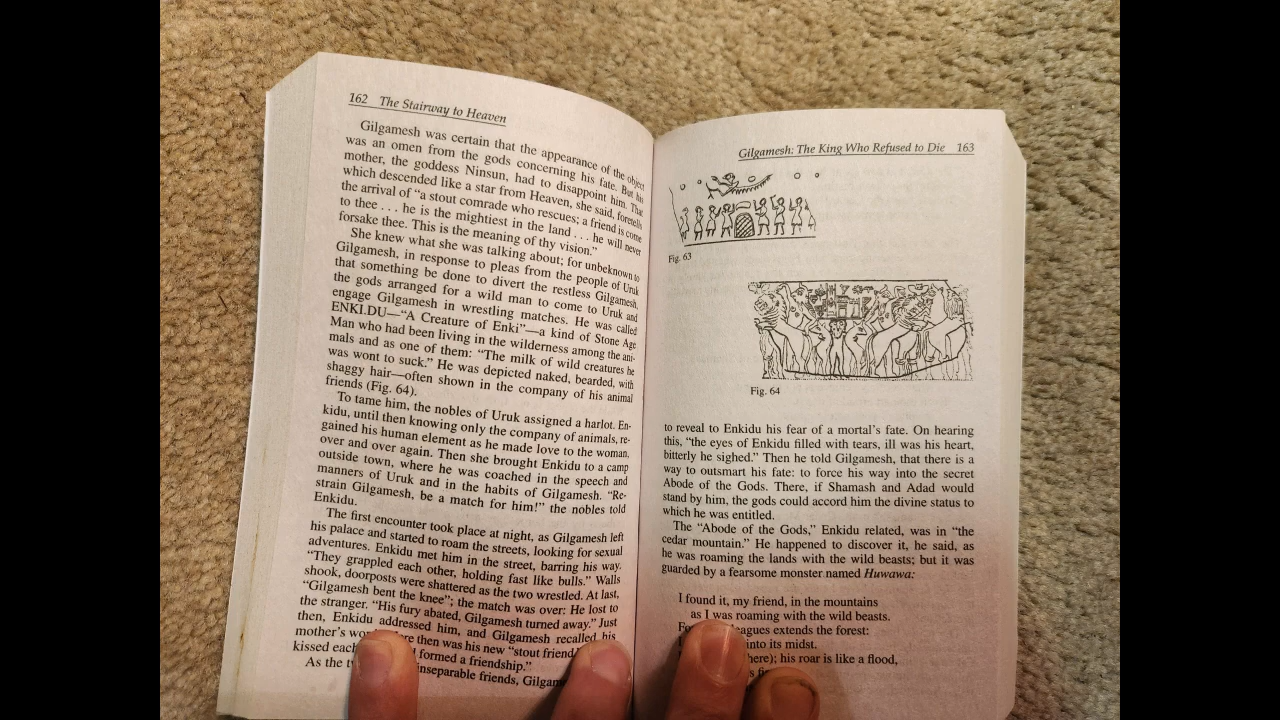 162 The Stairway to Heaven
Gilgamesh was certain that the appearance of the object
was an omen from the gods concerning his fate. But his
mother, the goddess Ninsun, had to disappoint him. That
which descended like a star from Heaven, she said, foretells
the arrival of "a stout comrade who rescues; a friend is come
to thee . . . he is the mightiest in the land . . . he will never
forsake thee. This is the meaning of thy vision."
She knew what she was talking about; for unbeknown to
Gilgamesh, in response to pleas from the people of Uruk
that something be done to divert the restless Gilgamesh,
the gods arranged for a wild man to come to Uruk and
engage Gilgamesh in wrestling matches. He was called
ENKI.DU—"A Creature of Enki"—a kind of Stone Age
Man who had been living in the wilderness among the ani-
mals and as one of them: "The milk of wild creatures he
was wont to suck." He was depicted naked, bearded, with
shaggy hair—often shown in the company of his animal
friends (Fig. 64).
To tame him, the nobles of Uruk assigned a harlot. En-
kidu, until then knowing only the company of animals, re-
gained his human element as he made love to the woman,
over and over again. Then she brought Enkidu to a camp
outside town, where he was coached in the speech and
manners of Uruk and in the habits of Gilgamesh. "Re-
strain Gilgamesh, be a match for him!" the nobles told
Enkidu.
The first encounter took place at night, as Gilgamesh left
his palace and started to roam the streets, looking for sexual
adventures. Enkidu met him in the street, barring his way.
"They grappled each other, holding fast like bulls." Walls
shook, doorposts were shattered as the two wrestled. At last,
"Gilgamesh bent the knee"; the match was over: He lost to
the stranger. "His fury abated, Gilgamesh turned away." Just
then, Enkidu addressed him, and Gilgamesh recalled his
mother's then was his new "stout friend
kissed each formed a friendship."
As the inseparable friends,
Gilgamesh: The King Who Refused to Die 163
Fig. 63
Fig. 64
to reveal to Enkidu his fear of a mortal's fate. On hearing
this, "the eyes of Enkidu filled with tears, ill was his heart,
bitterly he sighed." Then he told Gilgamesh, that there is a
way to outsmart his fate: to force his way into the secret
Abode of the Gods. There, if Shamash and Adad would
stand by him, the gods could accord him the divine status to
which he was entitled.
The "Abode of the Gods," Enkidu related, was in "the
cedar mountain." He happened to discover it, he said, as
he was roaming the lands with the wild beasts; but it was
guarded by a fearsome monster named Huwawa:
I found it, my friend, in the mountains
as I was roaming with the wild beasts.
leagues extends the forest:
into its midst.
his roar is like a flood,